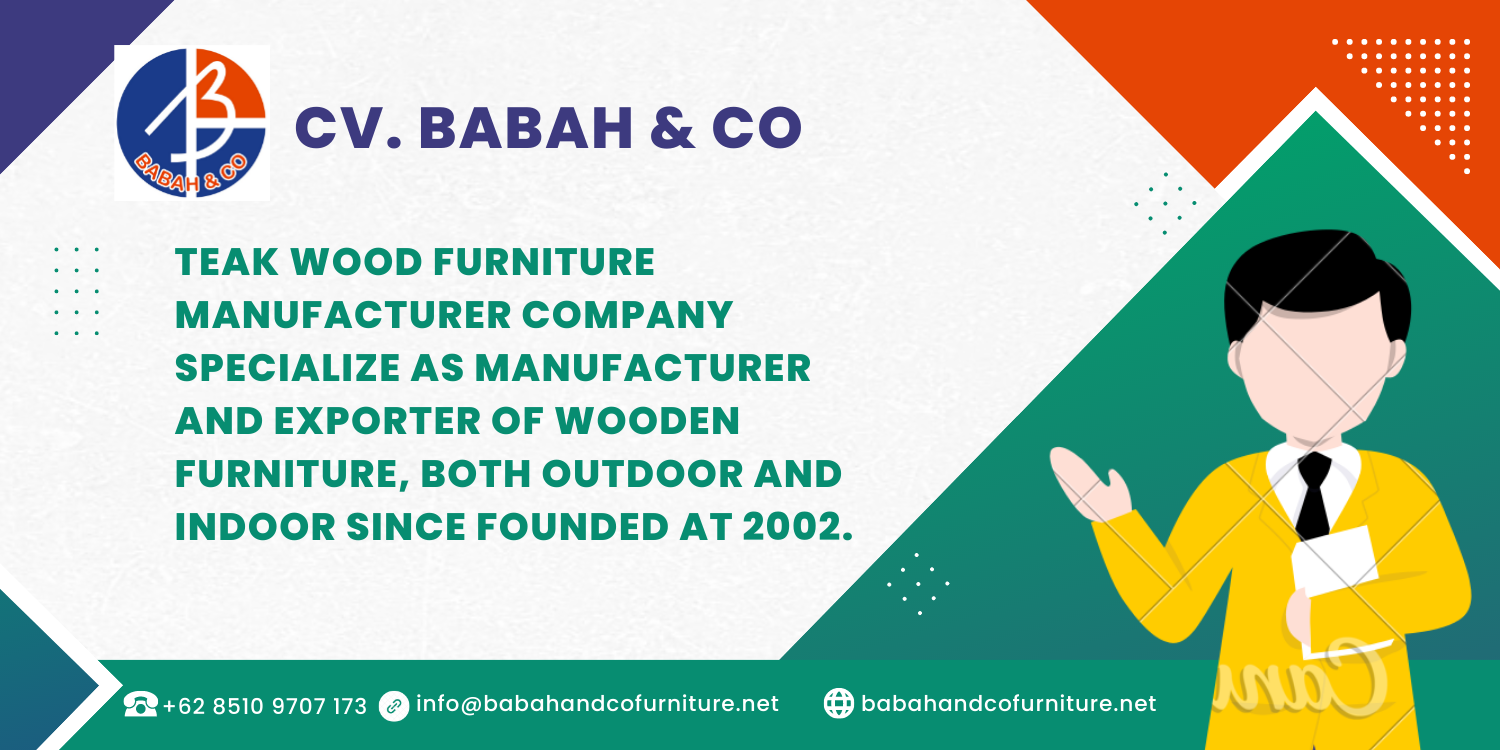 BABAH & CO
CV. BABAH & CO
TEAK WOOD FURNITURE
MANUFACTURER COMPANY
SPECIALIZE AS MANUFACTURER
AND EXPORTER OF WOODEN
FURNITURE, BOTH OUTDOOR AND
INDOOR SINCE FOUNDED AT 2002.
+62 8510 9707 173 info@babahandcofurniture.net babahandcofurniture.net